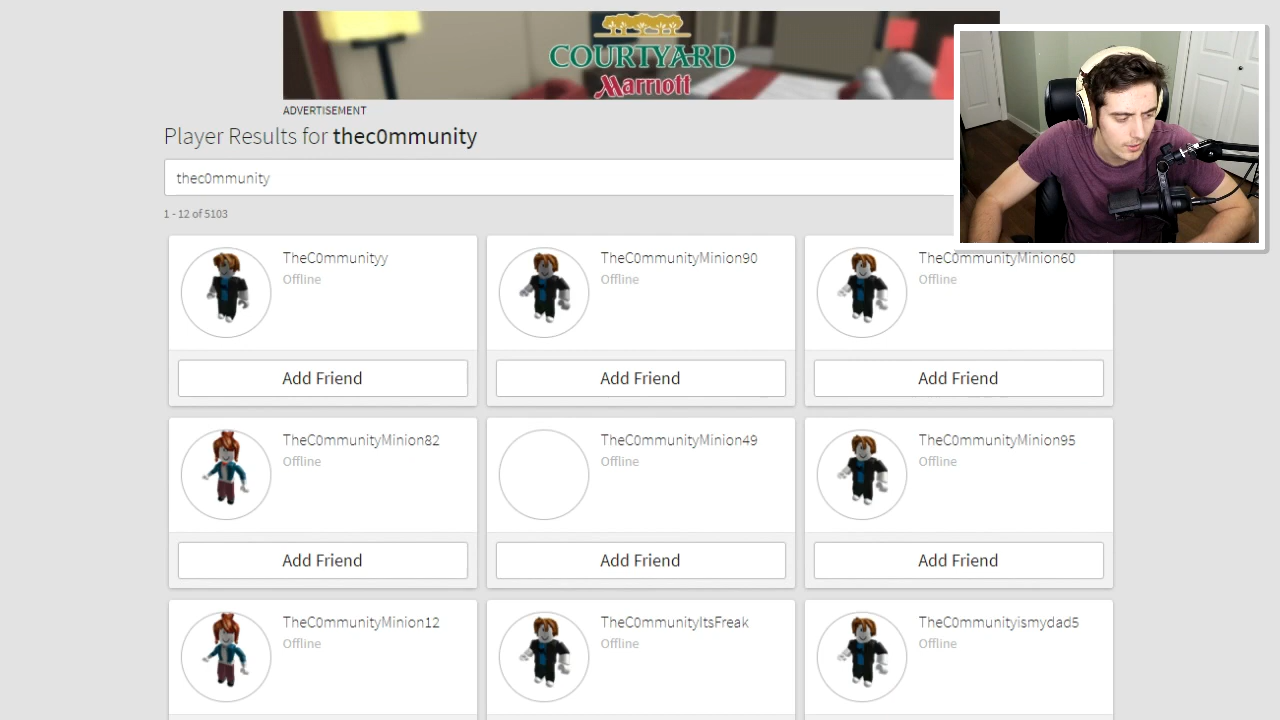 COURTYARD
Marriott
ADVERTISEMENT
Player Results for thec0mmunity
thec0mmunity
1 - 12 of 5103
TheC0mmunityy
Offline
Add Friend
TheC0mmunityMinion90
Offline
Add Friend
TheC0mmunityMinion60
Offline
Add Friend
TheC0mmunityMinion82
Offline
Add Friend
TheC0mmunityMinion49
Offline
Add Friend
TheC0mmunityMinion95
Offline
Add Friend
TheC0mmunityMinion12
Offline
TheC0mmunityItsFreak
Offline
TheC0mmunityismydad5
Offline